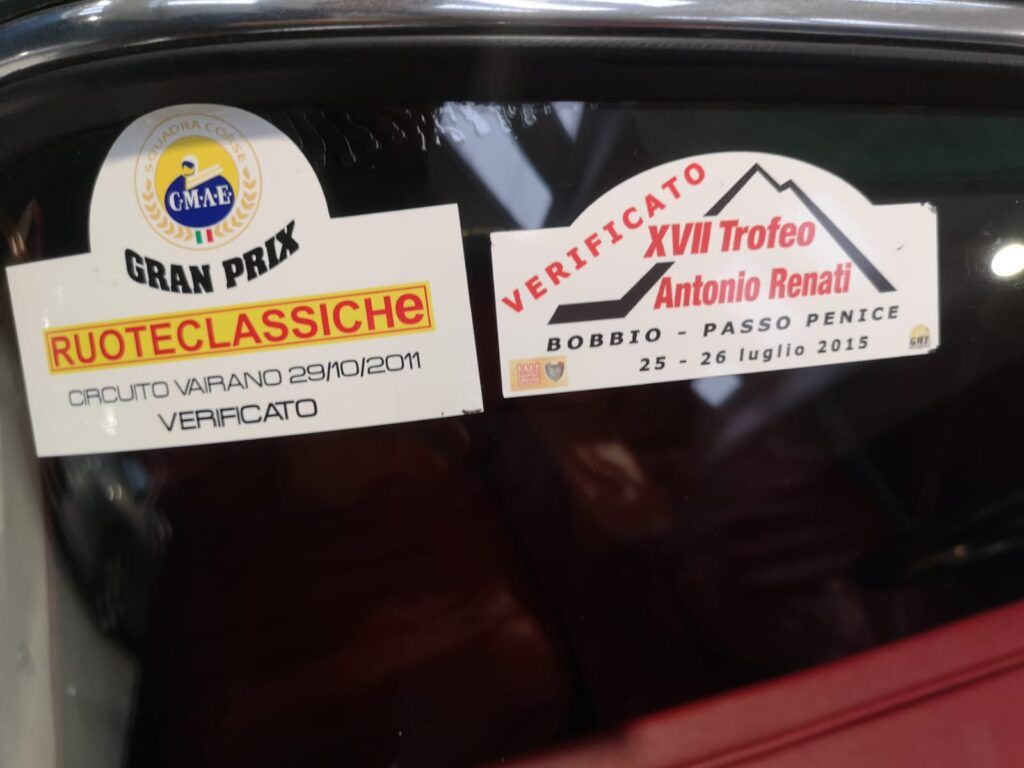 SQUADRA CORSE
C·M·A·E·
GRAN PRIX
RUOTECLASSICHe
CIRCUITO VAIRANO 29/10/2011
VERIFICATO
VERIFICATO
XVII Trofeo
Antonio Renati
BOBBIO - PASSO PENICE
25 - 26 luglio 2015